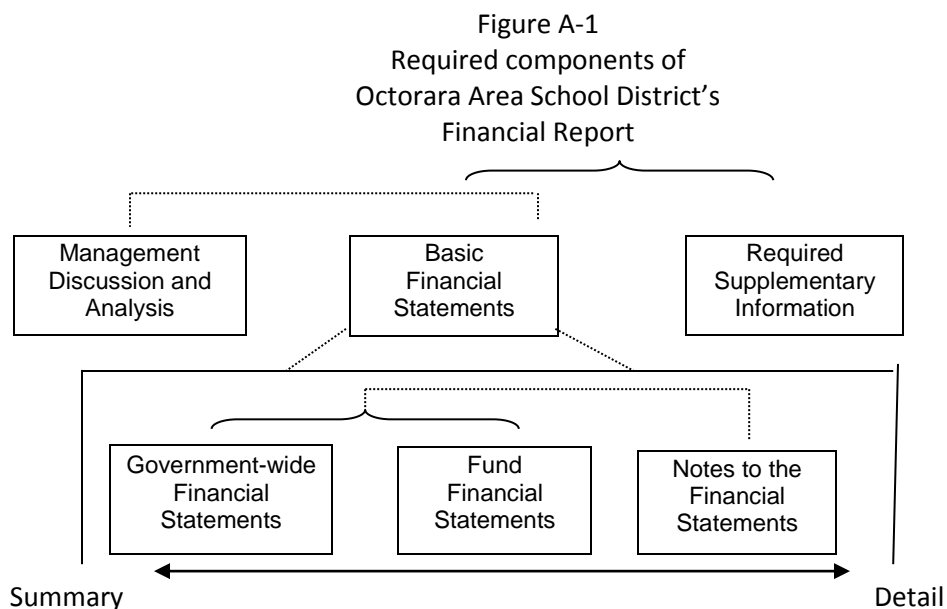 Figure A-1
Required components of
Octorara Area School District’s
Financial Report
Management
Discussion and
Analysis
Basic
Financial
Statements
Required
Supplementary
Information
Government-wide
Financial
Statements
Fund
Financial
Statements
Notes to the
Financial
Statements
Summary
Detail